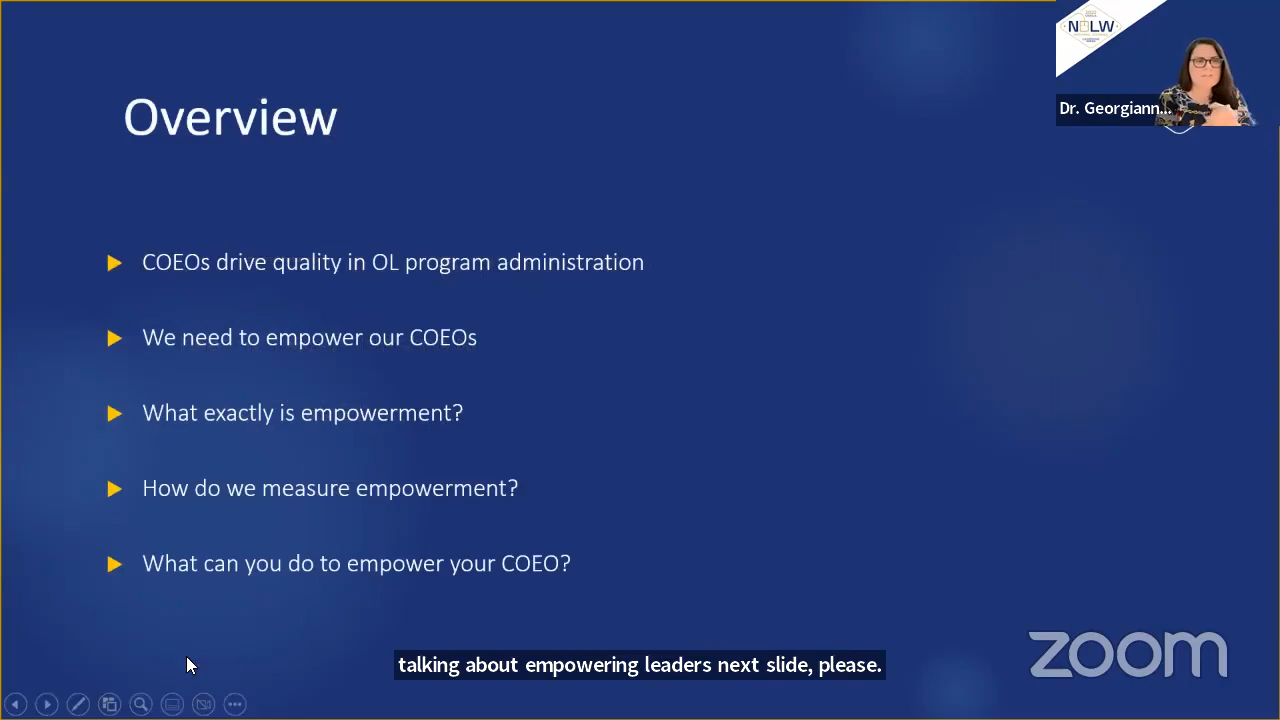 Overview
COEOs drive quality in OL program administration
We need to empower our COEOs
What exactly is empowerment?
How do we measure empowerment?
What can you do to empower your COEO?
NOLW
Dr. Georgiann...
talking about empowering leaders next slide, please.
zoom